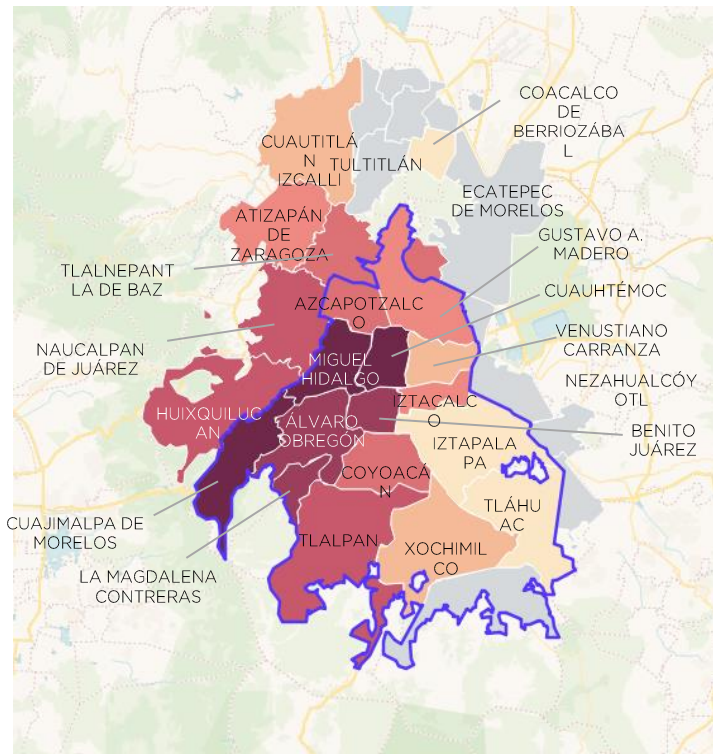 COACALCO
DE
BERRIOZÁBA
L
CUAUTITLÁ
N
IZCALLI
TULTITLÁN
ECATEPEC
DE MORELOS
ATIZAPÁN
DE
ZARAGOZA
GUSTAVO A.
MADERO
TLALNEPANT
LA DE BAZ
CUAUHTÉMOC
AZCAPOTZALC
O
VENUSTIANO
CARRANZA
NAUCALPAN
DE JUÁREZ
MIGUEL
HIDALGO
NEZAHUALCÓY
OTL
HUIXQUILUC
AN
IZTACALC
O
ÁLVARO
OBREGÓN
BENITO
JUÁREZ
IZTAPALA
PA
COYOACÁ
N
TLÁHU
AC
CUAJIMALPA DE
MORELOS
TLALPAN
XOCHIMIL
CO
LA MAGDALENA
CONTRERAS